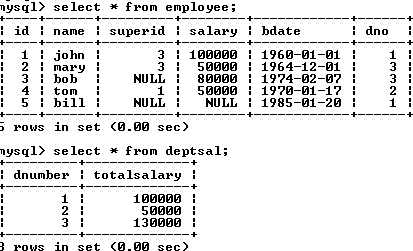 mysql> select * from employee;
+------+------+---------+--------+------------+------+
| id | name | superid | salary | bdate | dno |
+------+------+---------+--------+------------+------+
| 1 | john | 3 | 100000 | 1960-01-01 | 1 |
| 2 | mary | 3 | 50000 | 1964-12-01 | 3 |
| 3 | bob | NULL | 80000 | 1974-02-07 | 3 |
| 4 | tom | 1 | 50000 | 1970-01-17 | 2 |
| 5 | bill | NULL | NULL | 1985-01-20 | 1 |
+------+------+---------+--------+------------+------+
5 rows in set (0.00 sec)
mysql> select * from deptsal;
+---------+-------------+
| dnumber | totalsalary |
+---------+-------------+
| 1 | 100000 |
| 2 | 50000 |
| 3 | 130000 |
+---------+-------------+
3 rows in set (0.00 sec)